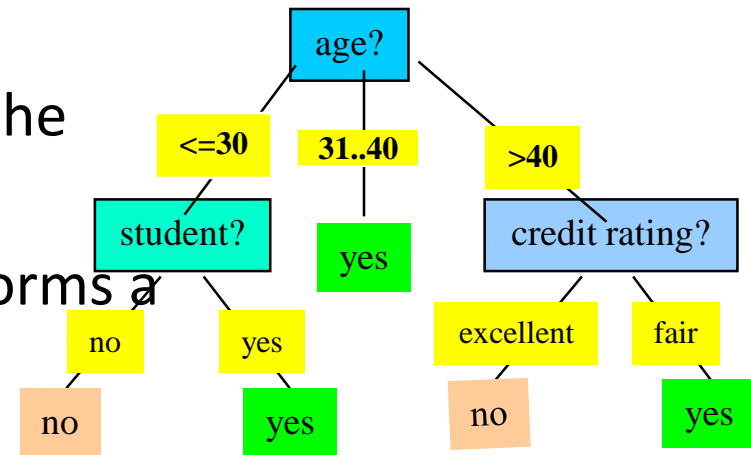 age?
he
<=30 31..40 >40
student? yes credit rating?
orms a
no yes excellent fair
no yes no yes